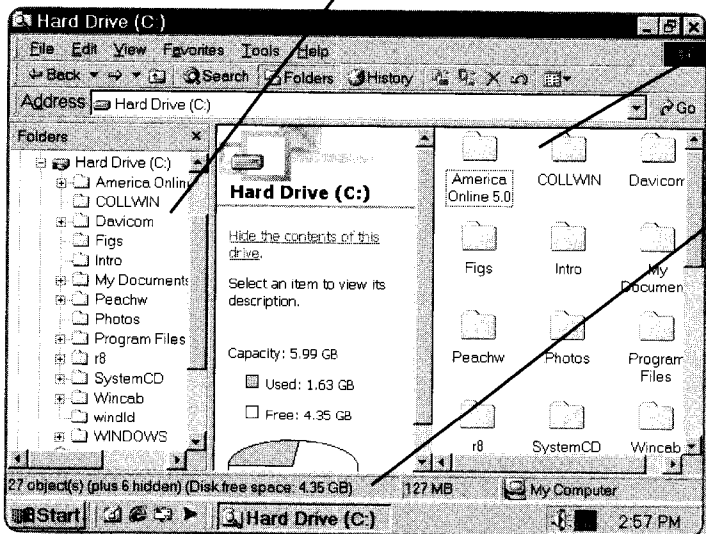 Hard Drive (C:)
File Edit View Favorites Tools Help
Back Search Folders History
Address Hard Drive (C:) Go
Folders
Hard Drive (C:)
America Onlin
COLLWIN
Davicom
Figs
Intro
My Documents
Peachw
Photos
Program Files
r8
SystemCD
Wincab
windld
WINDOWS
Hard Drive (C:)
Hide the contents of this
drive.
Select an item to view its
description.
Capacity: 5.99 GB
Used: 1.63 GB
Free: 4.35 GB
America
Online 5.0
COLLWIN
Davicom
Figs
Intro
My
Documen
Peachw
Photos
Program
Files
r8
SystemCD
Wincab
27 object(s) (plus 6 hidden) (Disk free space: 4.35 GB) 127 MB My Computer
Start Hard Drive (C:) 2:57 PM